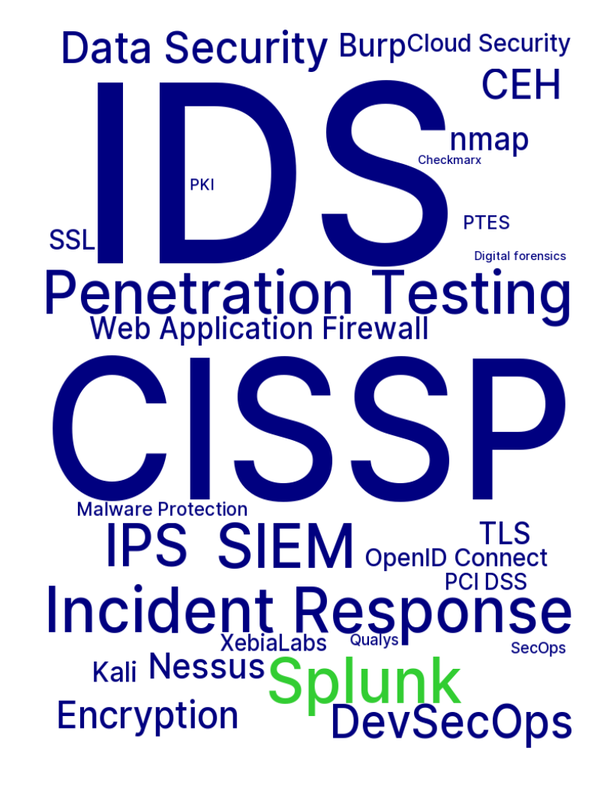 Data Security
Burp
Cloud Security
CEH
IDS
nmap
Checkmarx
PKI
PTES
SSL
Digital forensics
Penetration Testing
Web Application Firewall
CISSP
Malware Protection
IPS
SIEM
TLS
OpenID Connect
PCI DSS
Incident Response
XebiaLabs
Qualys
SecOps
Kali
Nessus
Splunk
Encryption
DevSecOps